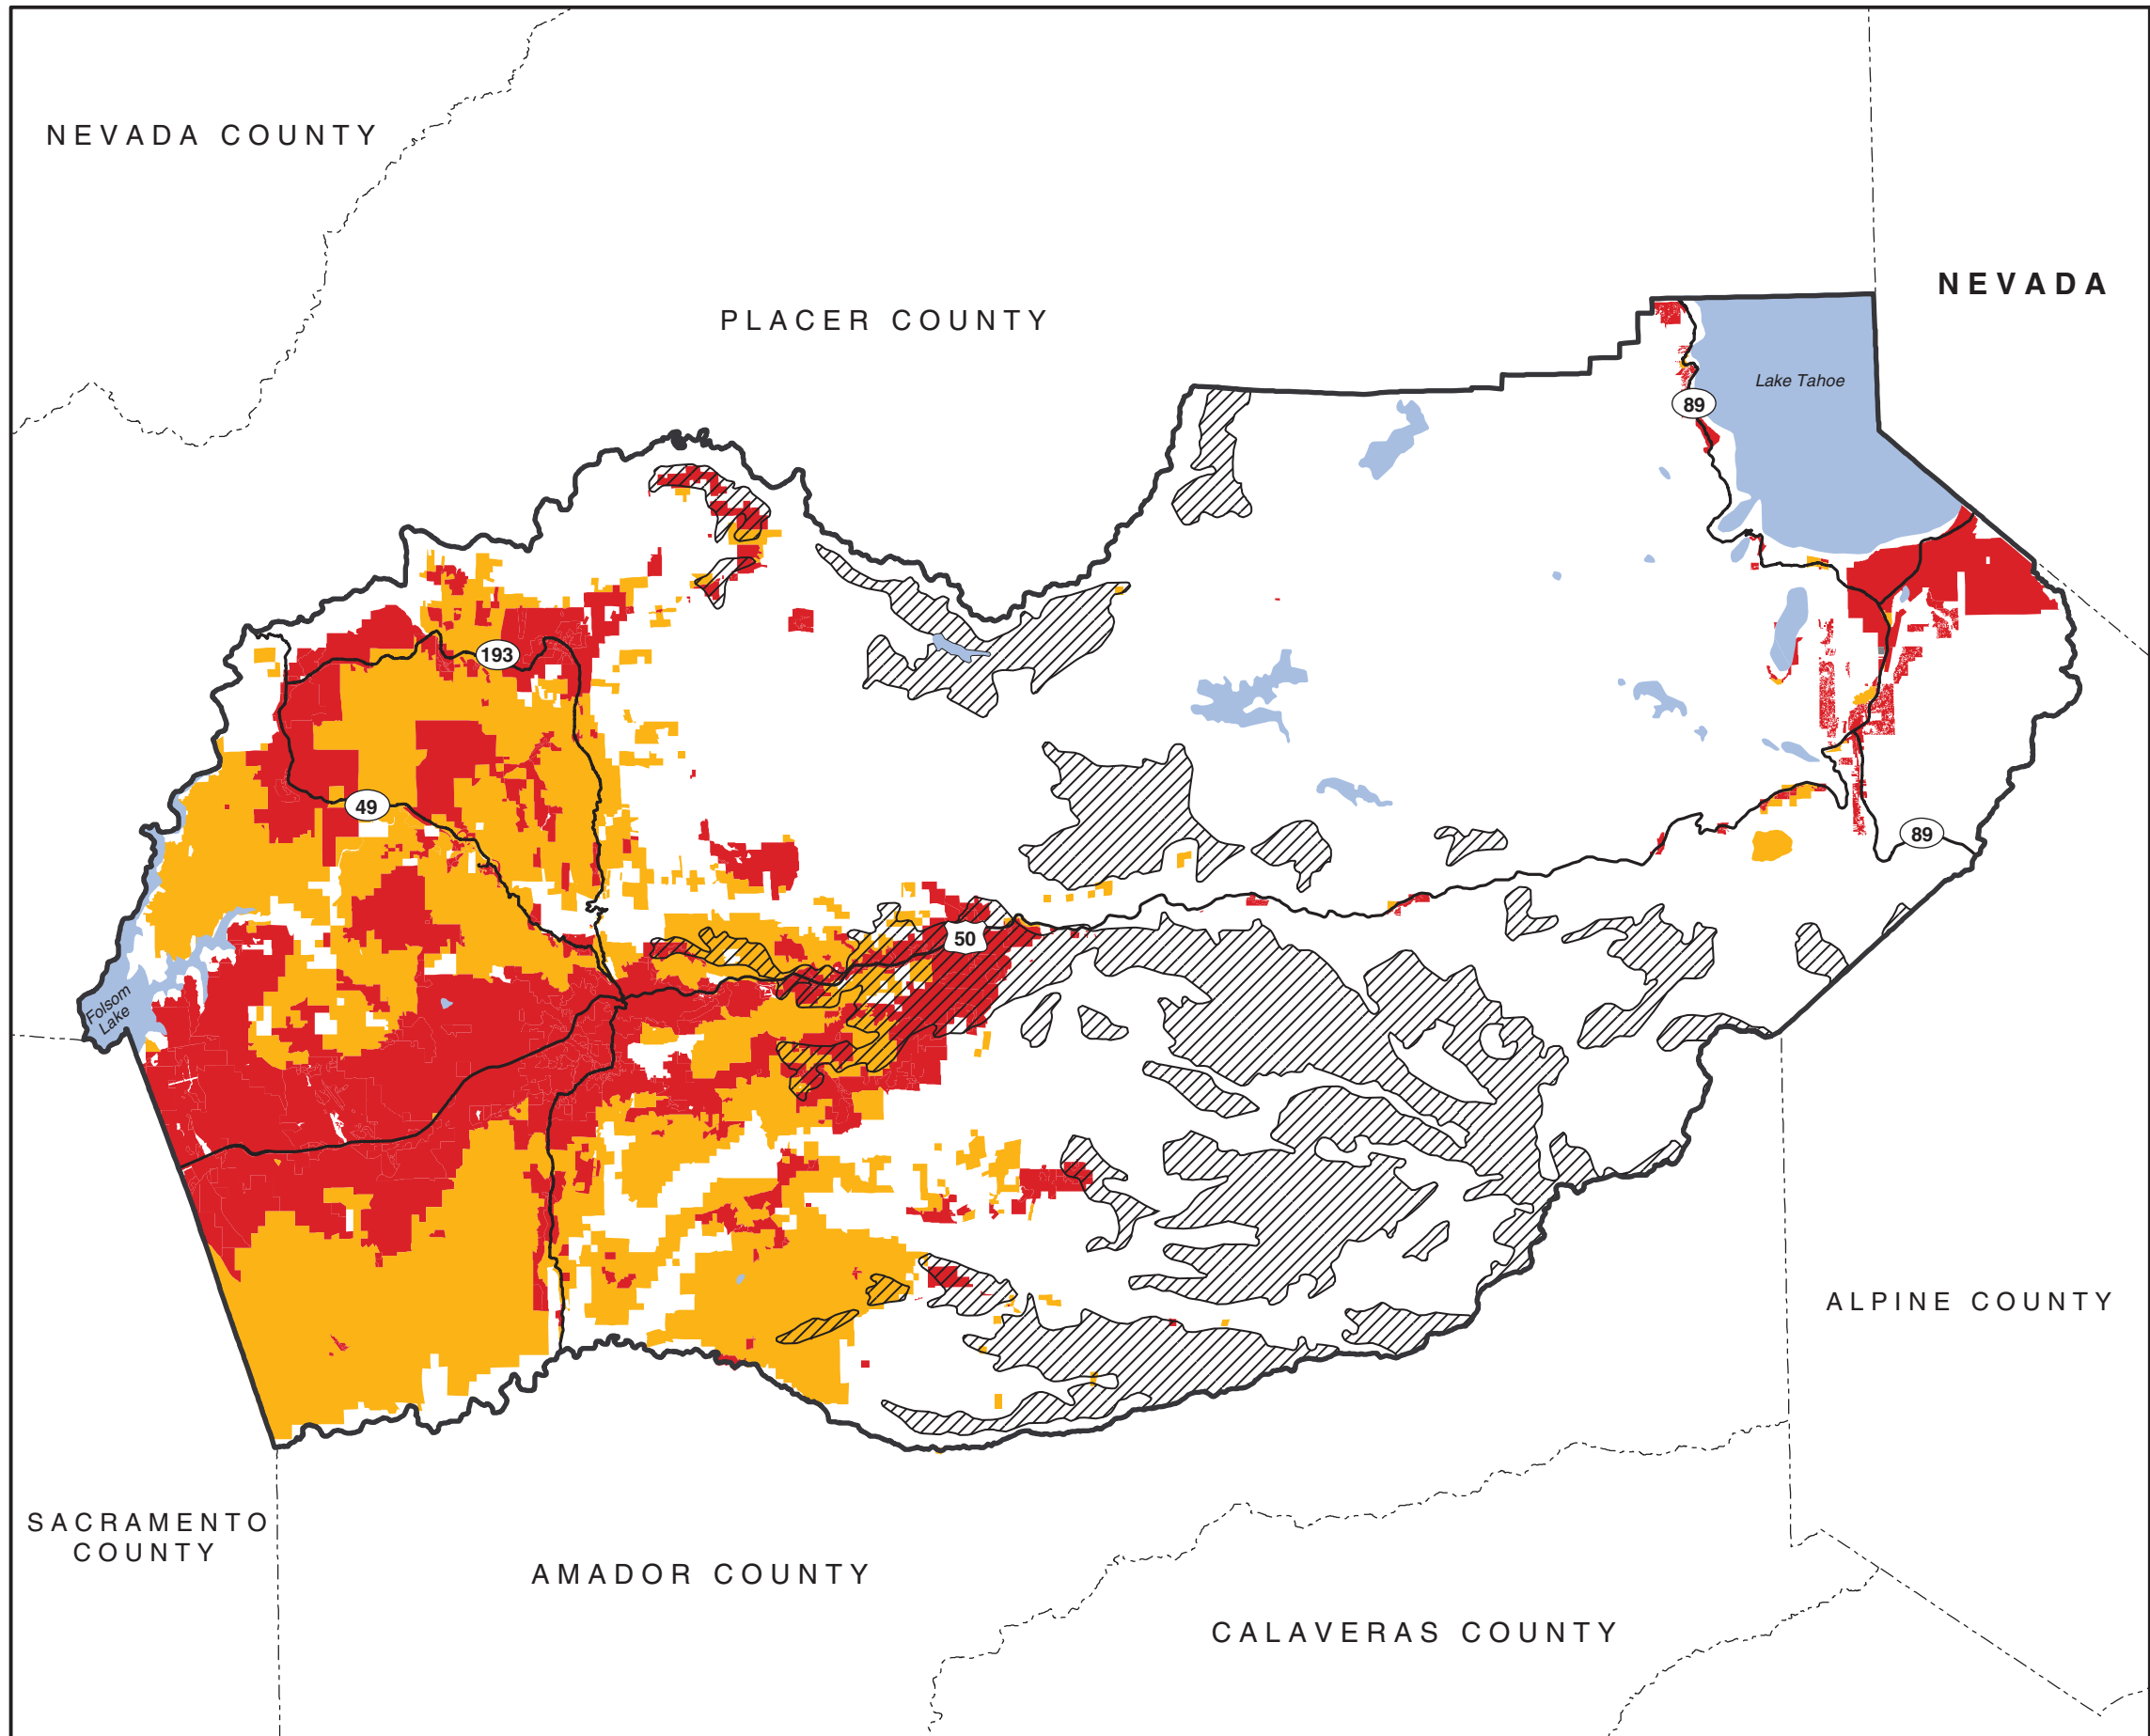 NEVADA COUNTY
NEVADA
PLACER COUNTY
Lake Tahoe
89
193
49
89
50
Folsom
Lake
ALPINE COUNTY
SACRAMENTO
COUNTY
AMADOR COUNTY
CALAVERAS COUNTY